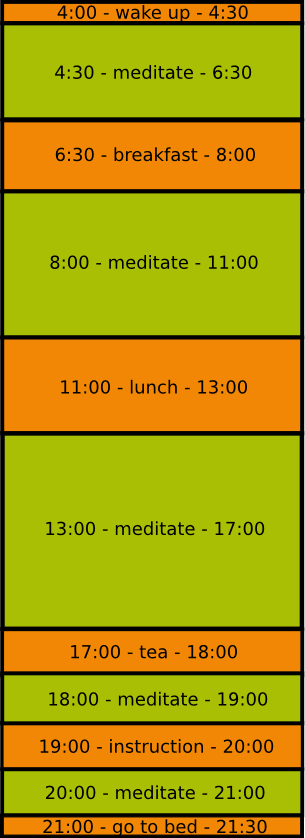 4:00 - wake up - 4:30
4:30 - meditate - 6:30
6:30 - breakfast - 8:00
8:00 - meditate - 11:00
11:00 - lunch - 13:00
13:00 - meditate - 17:00
17:00 - tea - 18:00
18:00 - meditate - 19:00
19:00 - instruction - 20:00
20:00 - meditate - 21:00
21:00 - go to bed - 21:30